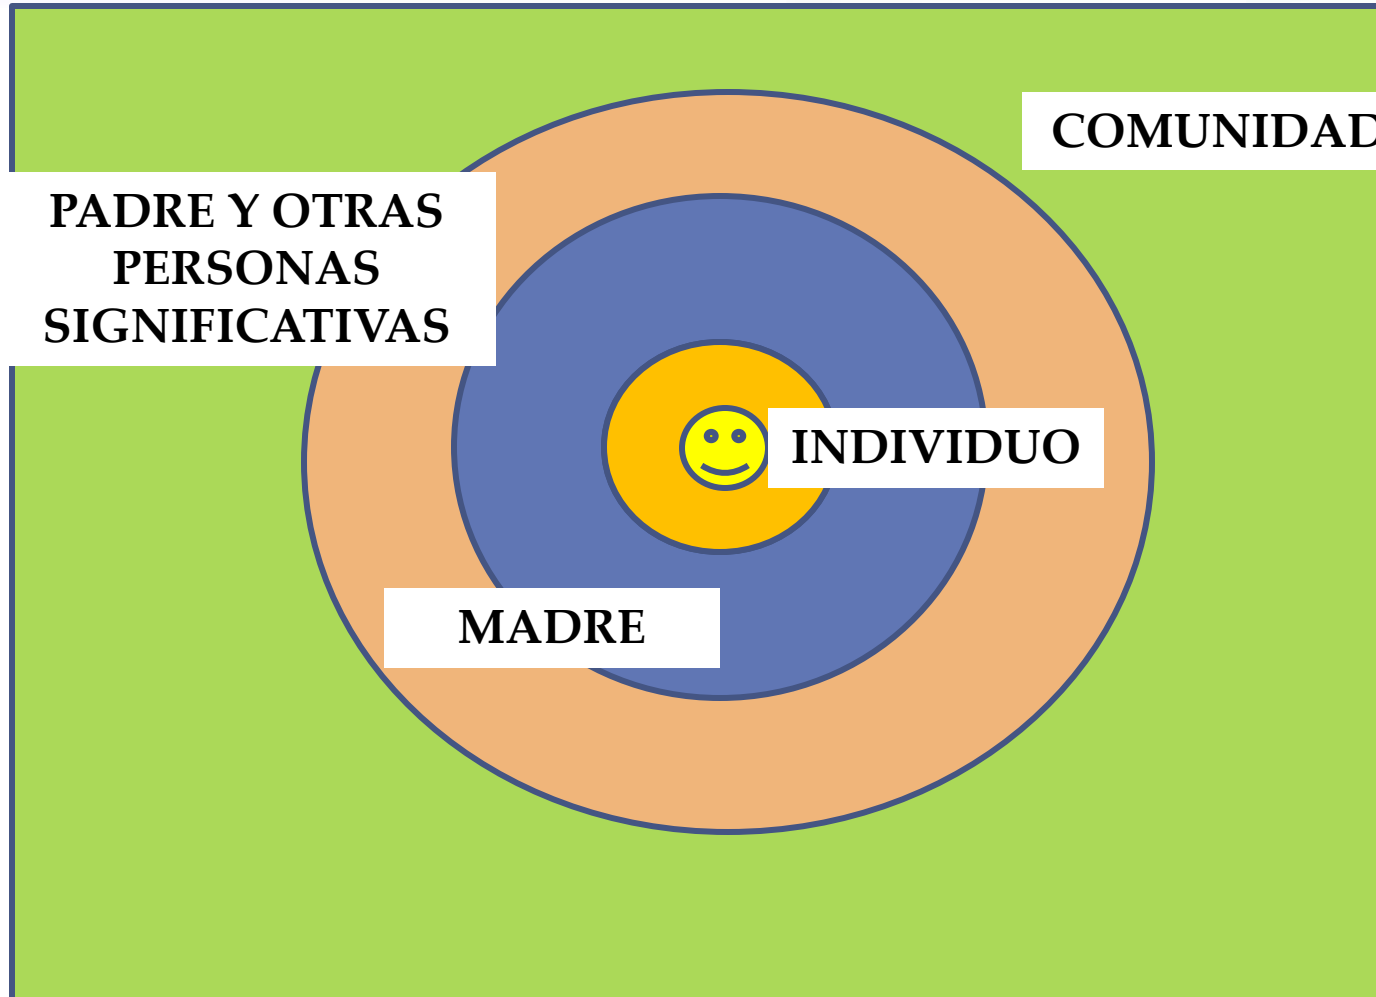 COMUNIDAD
PADRE Y OTRAS
PERSONAS
SIGNIFICATIVAS
INDIVIDUO
MADRE